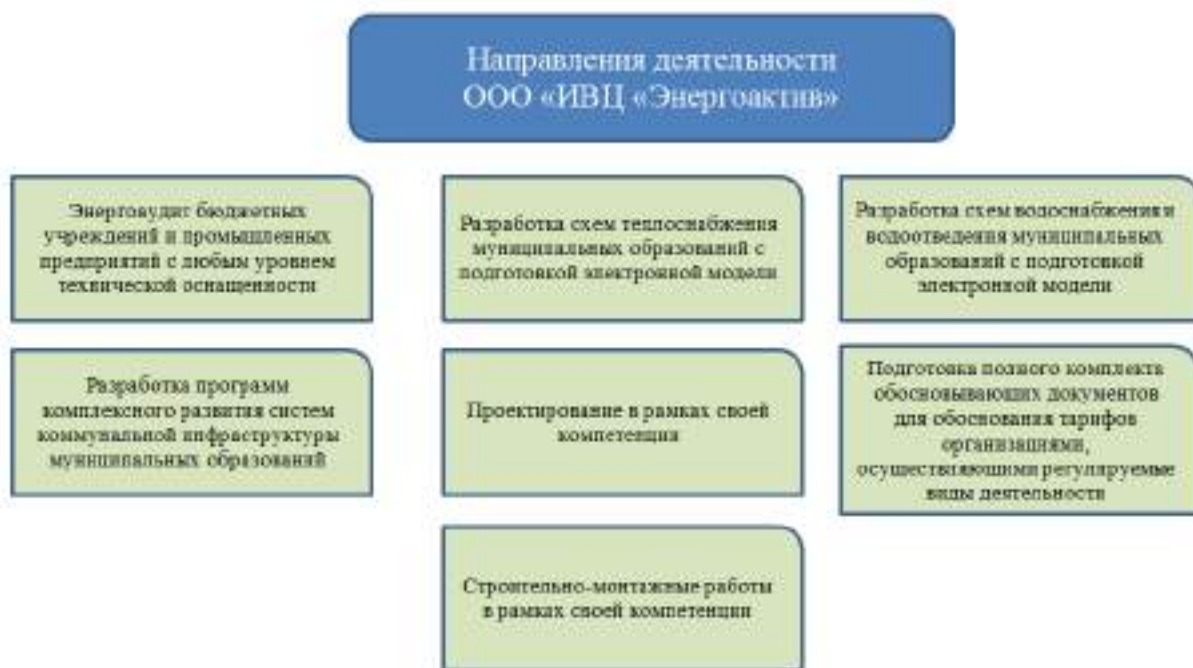 Направления деятельности
ООО «ИВЦ «Энергоактив»
Энергоаудит бюджетных
учреждений и промышленных
предприятий с любым уровнем
технической оснащенности
Разработка схем теплоснабжения
муниципальных образований с
подготовкой электронной модели
Разработка схем водоснабжения и
водоотведения муниципальных
образований с подготовкой
электронной модели
Разработка программ
комплексного развития систем
коммунальной инфраструктуры
муниципальных образований
Проектирование в рамках своей
компетенции
Подготовка полного комплекта
обосновывающих документов
для обоснования тарифов
организациями,
осуществляющими регулируемые
виды деятельности
Строительно-монтажные работы
в рамках своей компетенции